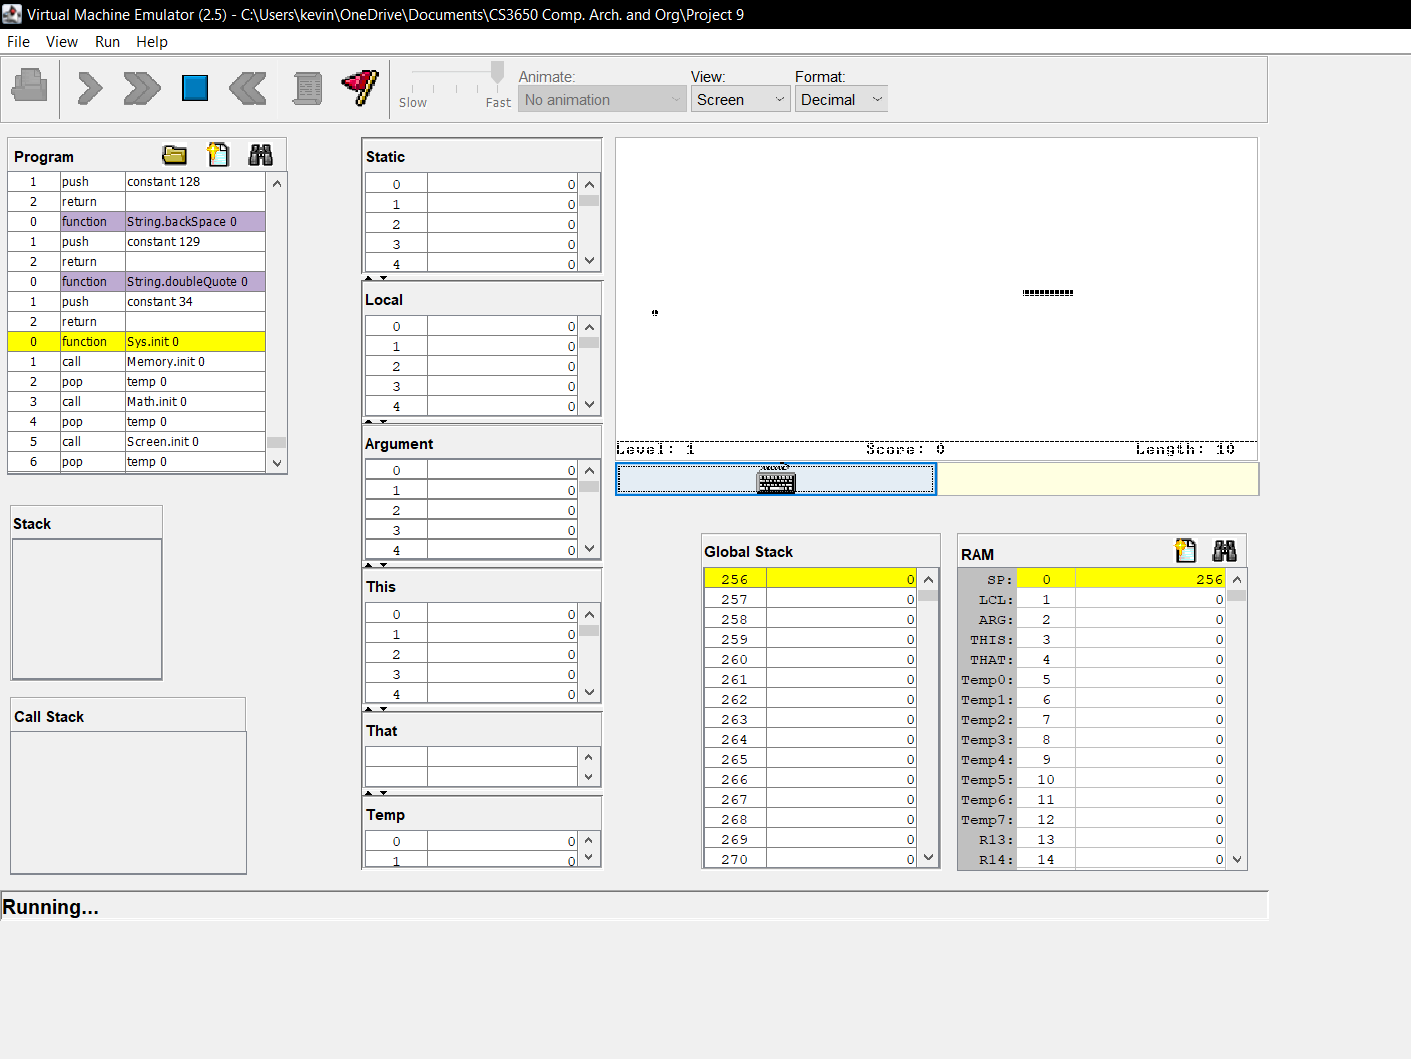 Virtual Machine Emulator (2.5) - C:\Users\kevin\OneDrive\Documents\CS3650 Comp. Arch. and Org\Project 9
File View Run Help
Slow Fast
Animate:
No animation
View:
Screen
Format:
Decimal
Program
1 push constant 128
2 return
0 function String.backSpace 0
1 push constant 129
2 return
0 function String.doubleQuote 0
1 push constant 34
2 return
0 function Sys.init 0
1 call Memory.init 0
2 pop temp 0
3 call Math.init 0
4 pop temp 0
5 call Screen.init 0
6 pop temp 0
Stack
Call Stack
Static
0 0
1 0
2 0
3 0
4 0
Local
0 0
1 0
2 0
3 0
4 0
Argument
0 0
1 0
2 0
3 0
4 0
This
0 0
1 0
2 0
3 0
4 0
That
Temp
0 0
1 0
Level: 1 Score: 0 Length: 10
Global Stack
256 0
257 0
258 0
259 0
260 0
261 0
262 0
263 0
264 0
265 0
266 0
267 0
268 0
269 0
270 0
RAM
SP: 0 256
LCL: 1 0
ARG: 2 0
THIS: 3 0
THAT: 4 0
Temp0: 5 0
Temp1: 6 0
Temp2: 7 0
Temp3: 8 0
Temp4: 9 0
Temp5: 10 0
Temp6: 11 0
Temp7: 12 0
R13: 13 0
R14: 14 0
Running...